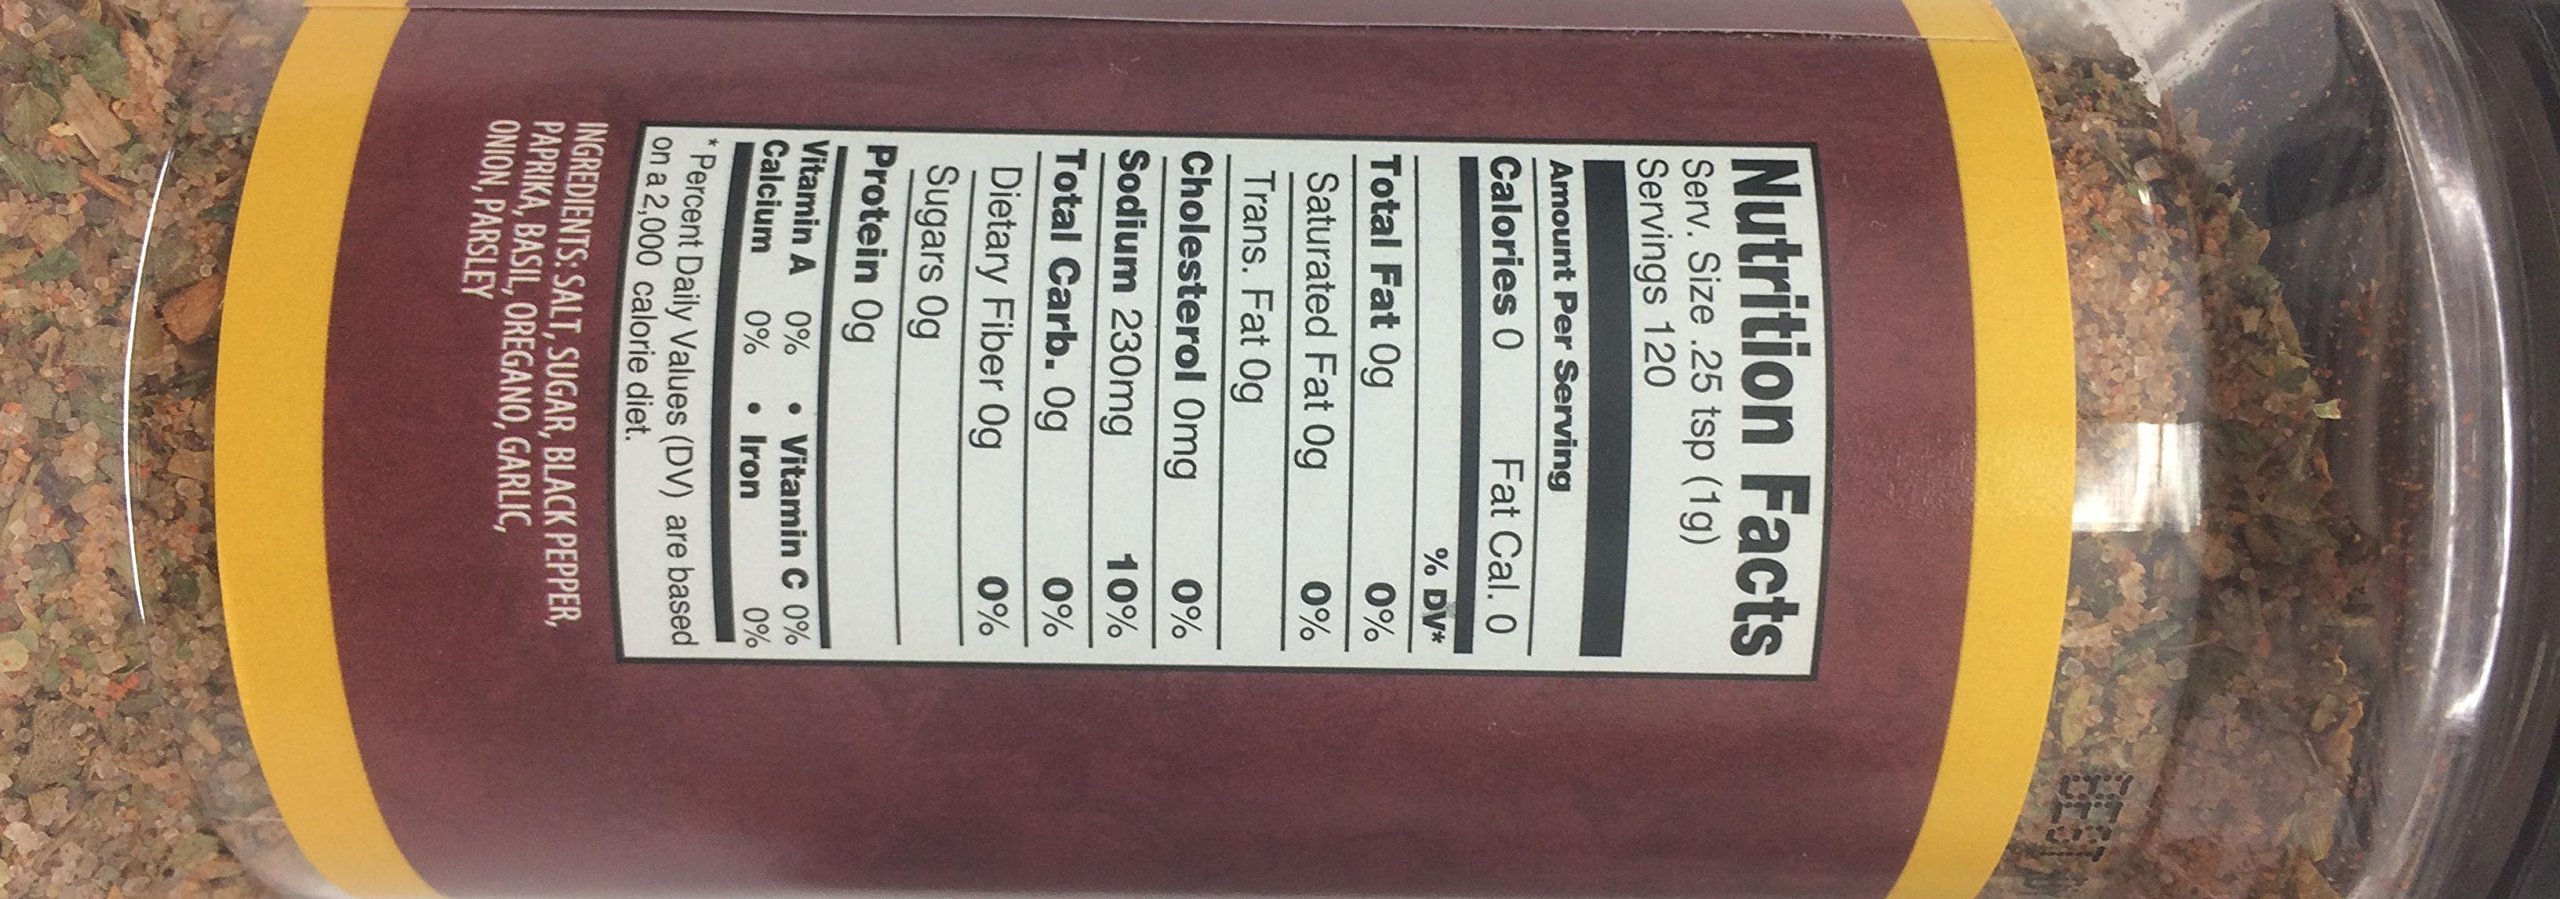 Nutrition Facts
Serv. Size .25 tsp (1g)
Servings 120
Amount Per Serving
Calories 0 Fat Cal. 0
% DV*
Total Fat 0g 0%
Saturated Fat 0g 0%
Trans. Fat 0g
Cholesterol 0mg 0%
Sodium 230mg 10%
Total Carb. 0g 0%
Dietary Fiber 0g 0%
Sugars 0g
Protein 0g
Vitamin A 0% • Vitamin C 0%
Calcium 0% • Iron 0%
* Percent Daily Values (DV) are based
on a 2,000 calorie diet.
INGREDIENTS: SALT, SUGAR, BLACK PEPPER,
PAPRIKA, BASIL, OREGANO, GARLIC,
ONION, PARSLEY